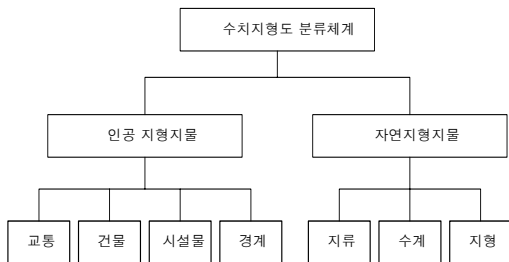 수치지형도 분류체계
인공 지형지물
자연지형지물
교통
건물
시설물
경계
지류
수계
지형